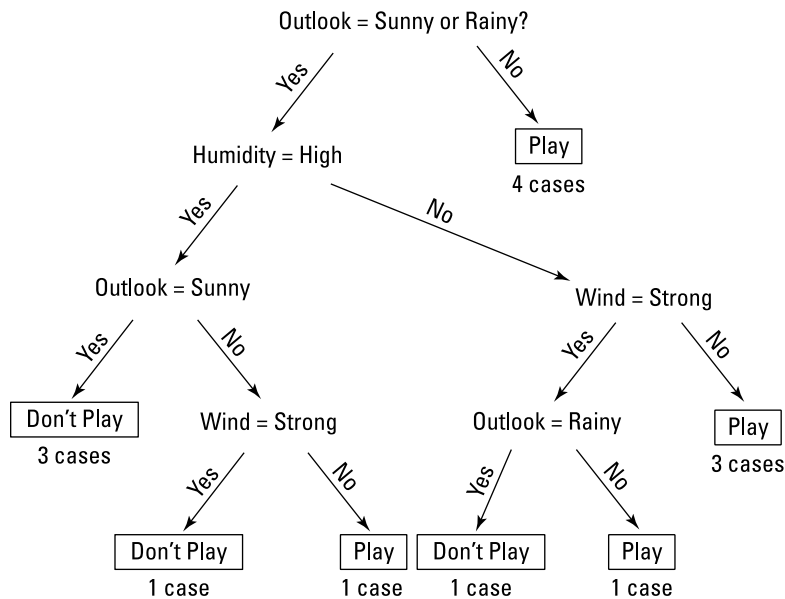 Outlook = Sunny or Rainy?
Yes
No
Play
4 cases
Humidity = High
Yes
No
Outlook = Sunny
Wind = Strong
Yes
No
Yes
No
Don't Play
3 cases
Wind = Strong
Outlook = Rainy
Play
3 cases
Yes
No
Yes
No
Don't Play
Play
Don't Play
Play
1 case
1 case
1 case
1 case